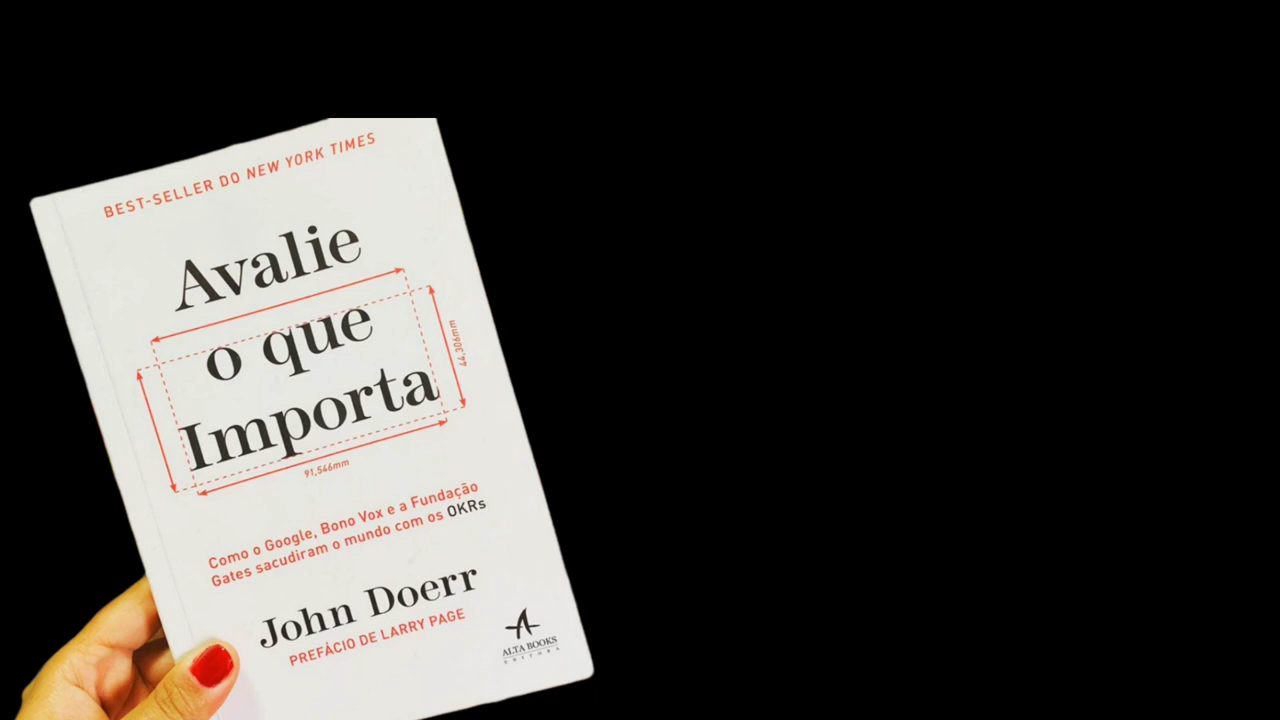 BEST-SELLER DO NEW YORK TIMES
Avalie
o que
Importa
44,306mm
91,546mm
Como o Google, Bono Vox e a Fundação
Gates sacudiram o mundo com os OKRs
John Doerr
PREFÁCIO DE LARRY PAGE
ALTA BOOKS
EDITORA